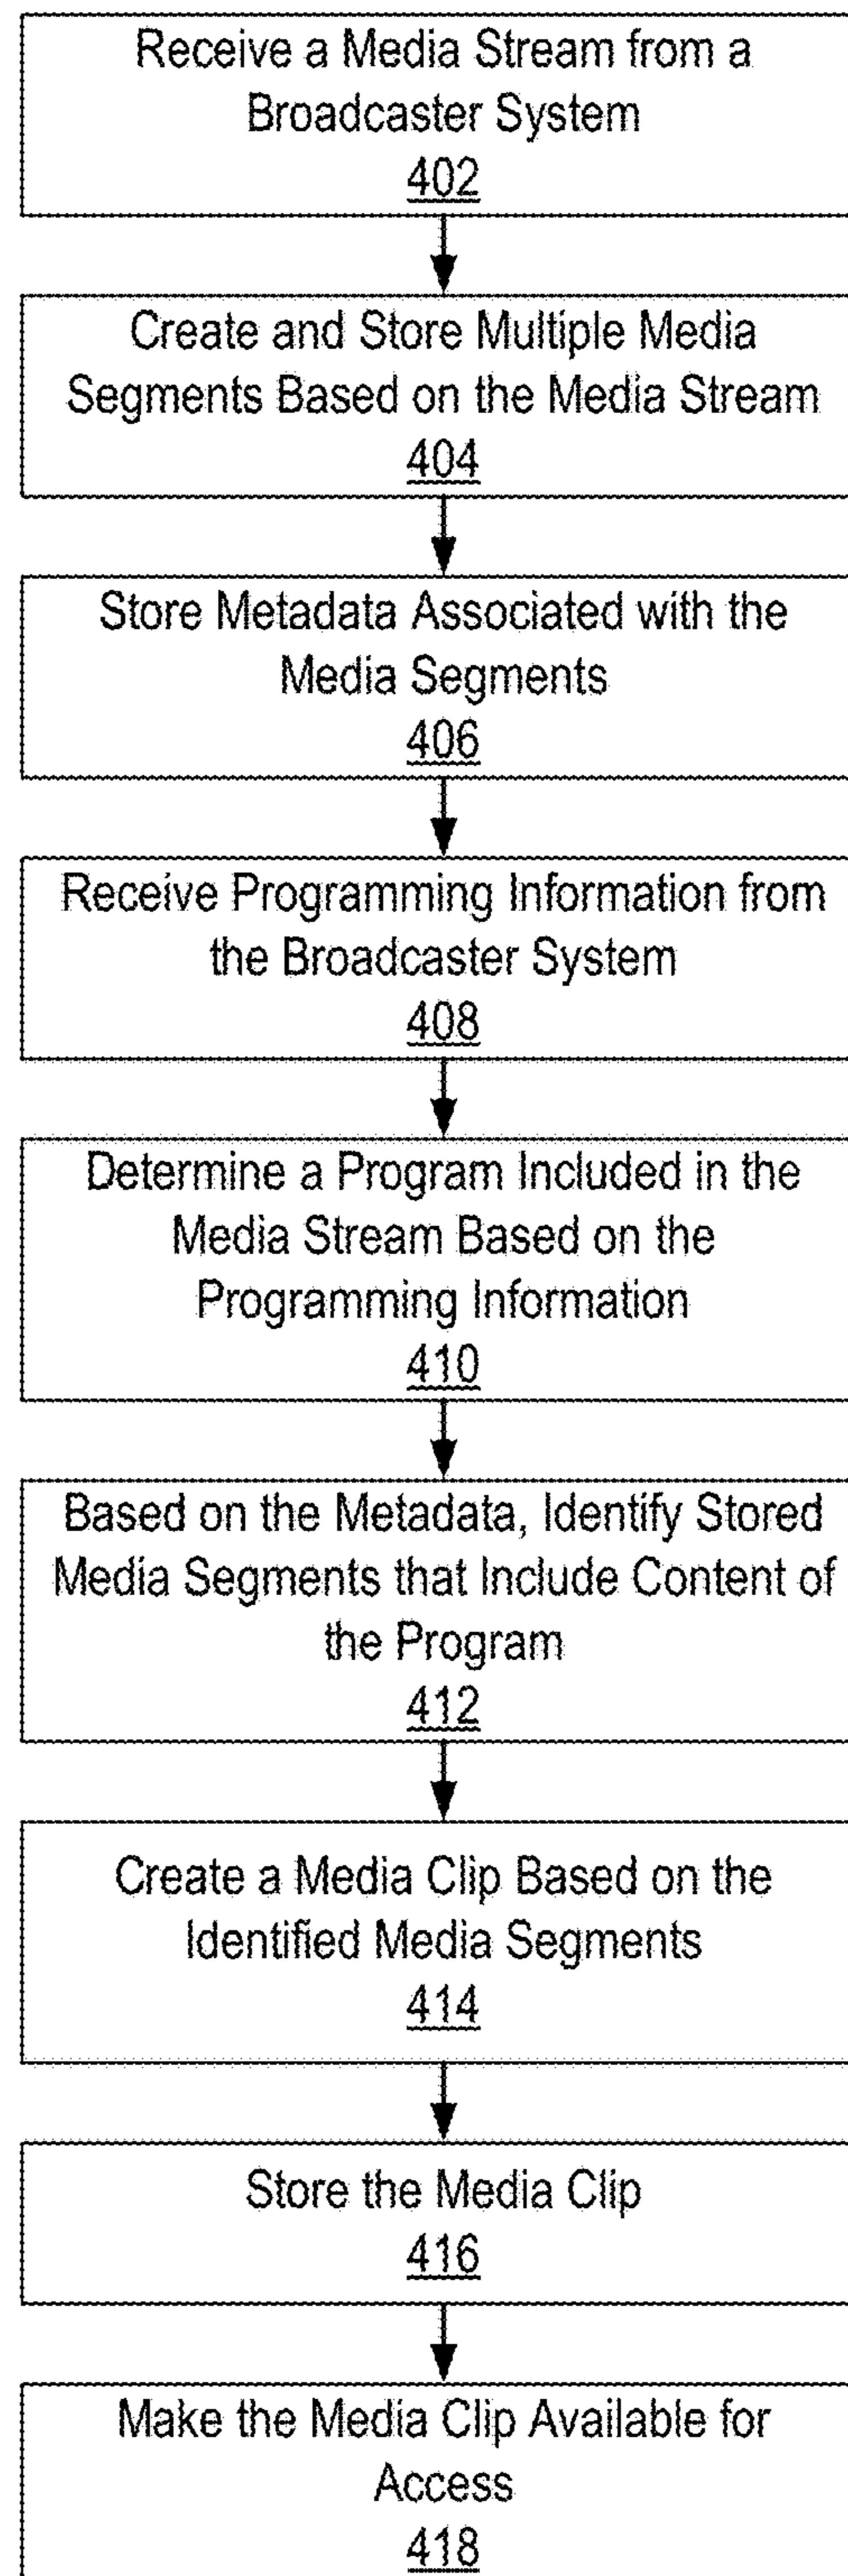 Receive a Media Stream from a
Broadcaster System
402
Create and Store Multiple Media
Segments Based on the Media Stream
404
Store Metadata Associated with the
Media Segments
406
Receive Programming Information from
the Broadcaster System
408
Determine a Program Included in the
Media Stream Based on the
Programming Information
410
Based on the Metadata, Identify Stored
Media Segments that Include Content of
the Program
412
Create a Media Clip Based on the
Identified Media Segments
414
Store the Media Clip
416
Make the Media Clip Available for
Access
418